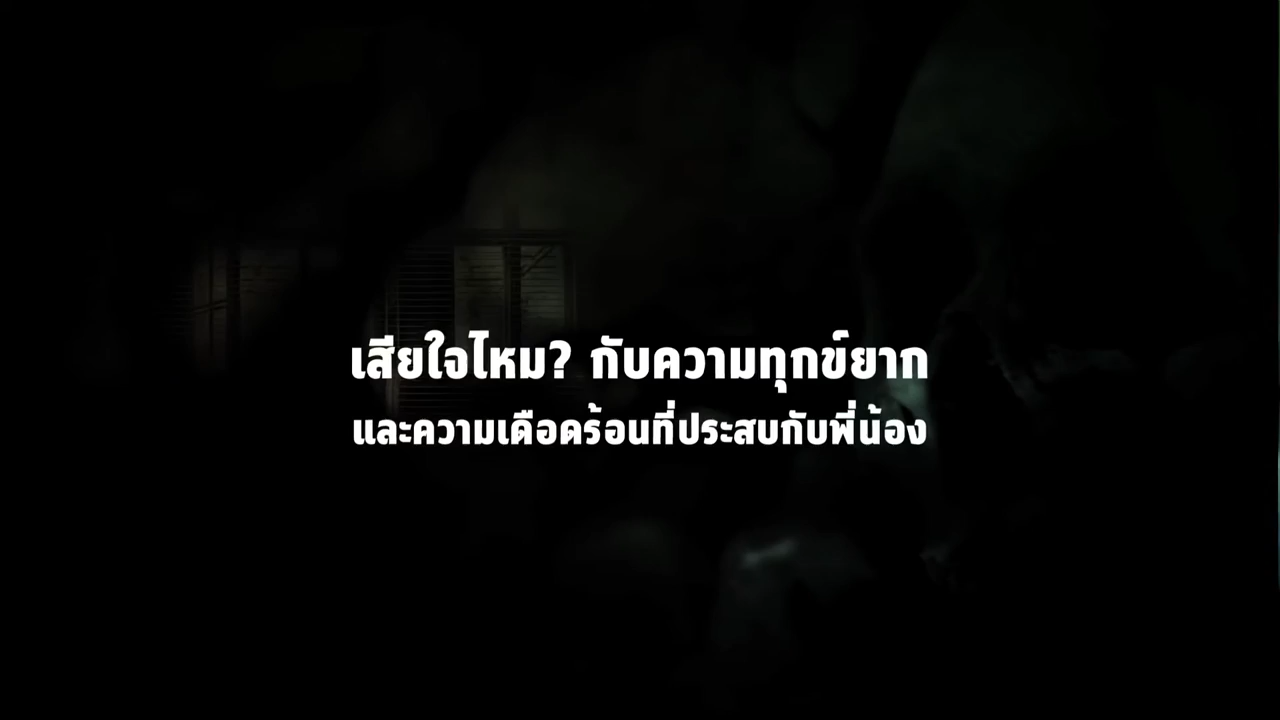 เสียใจไหม? กับความทุกข์ยาก
และความเดือดร้อนที่ประสบกับพี่น้อง